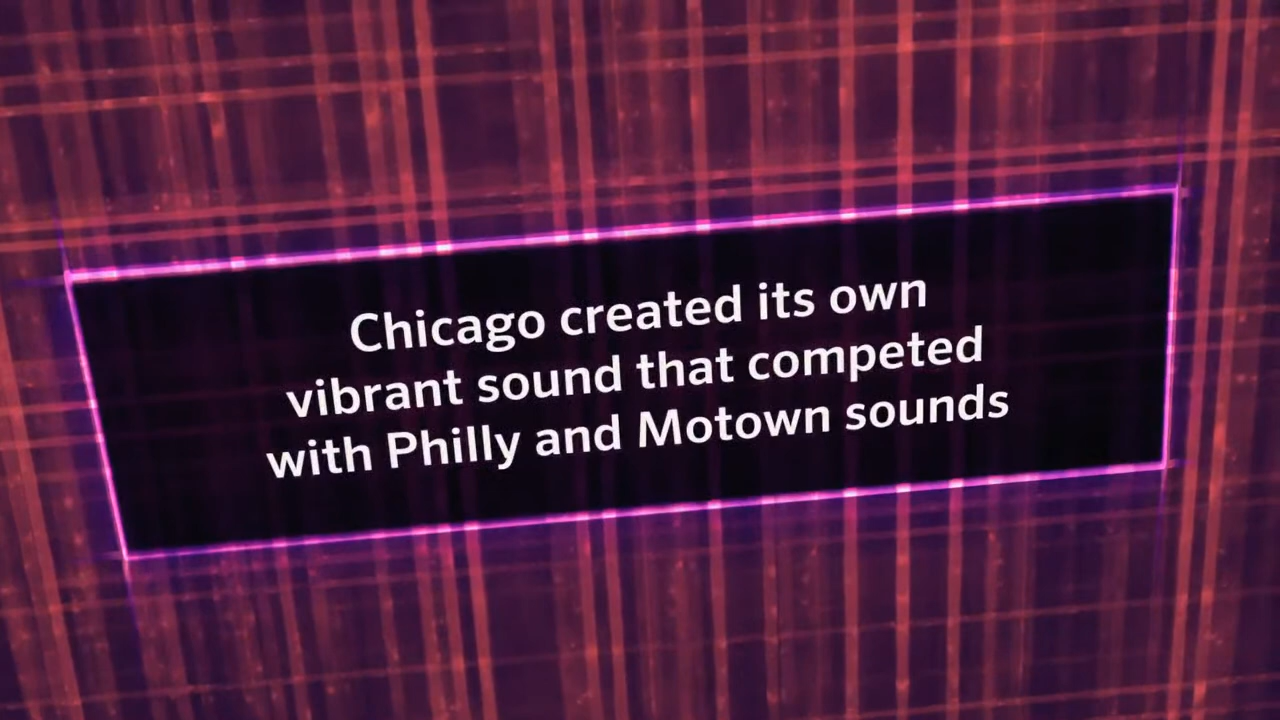 Chicago created its own
vibrant sound that competed
with Philly and Motown sounds